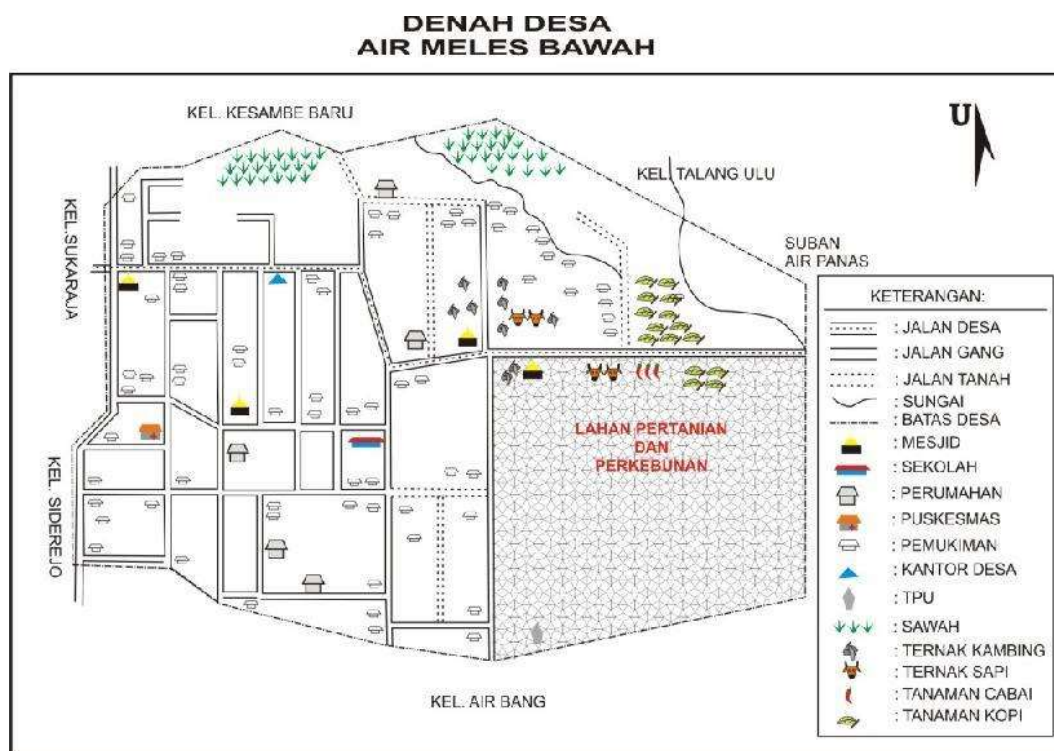 DENAH DESA
AIR MELES BAWAH
KEL. KESAMBE BARU
U
KEL. TALANG ULU
KEL.SUKARAJA
SUBAN
AIR PANAS
KETERANGAN:
: JALAN DESA
: JALAN GANG
: JALAN TANAH
: SUNGAI
: BATAS DESA
: MESJID
: SEKOLAH
: PERUMAHAN
: PUSKESMAS
: PEMUKIMAN
: KANTOR DESA
: TPU
: SAWAH
: TERNAK KAMBING
: TERNAK SAPI
: TANAMAN CABAI
: TANAMAN KOPI
LAHAN PERTANIAN
DAN
PERKEBUNAN
KEL. SIDEREJO
KEL. AIR BANG